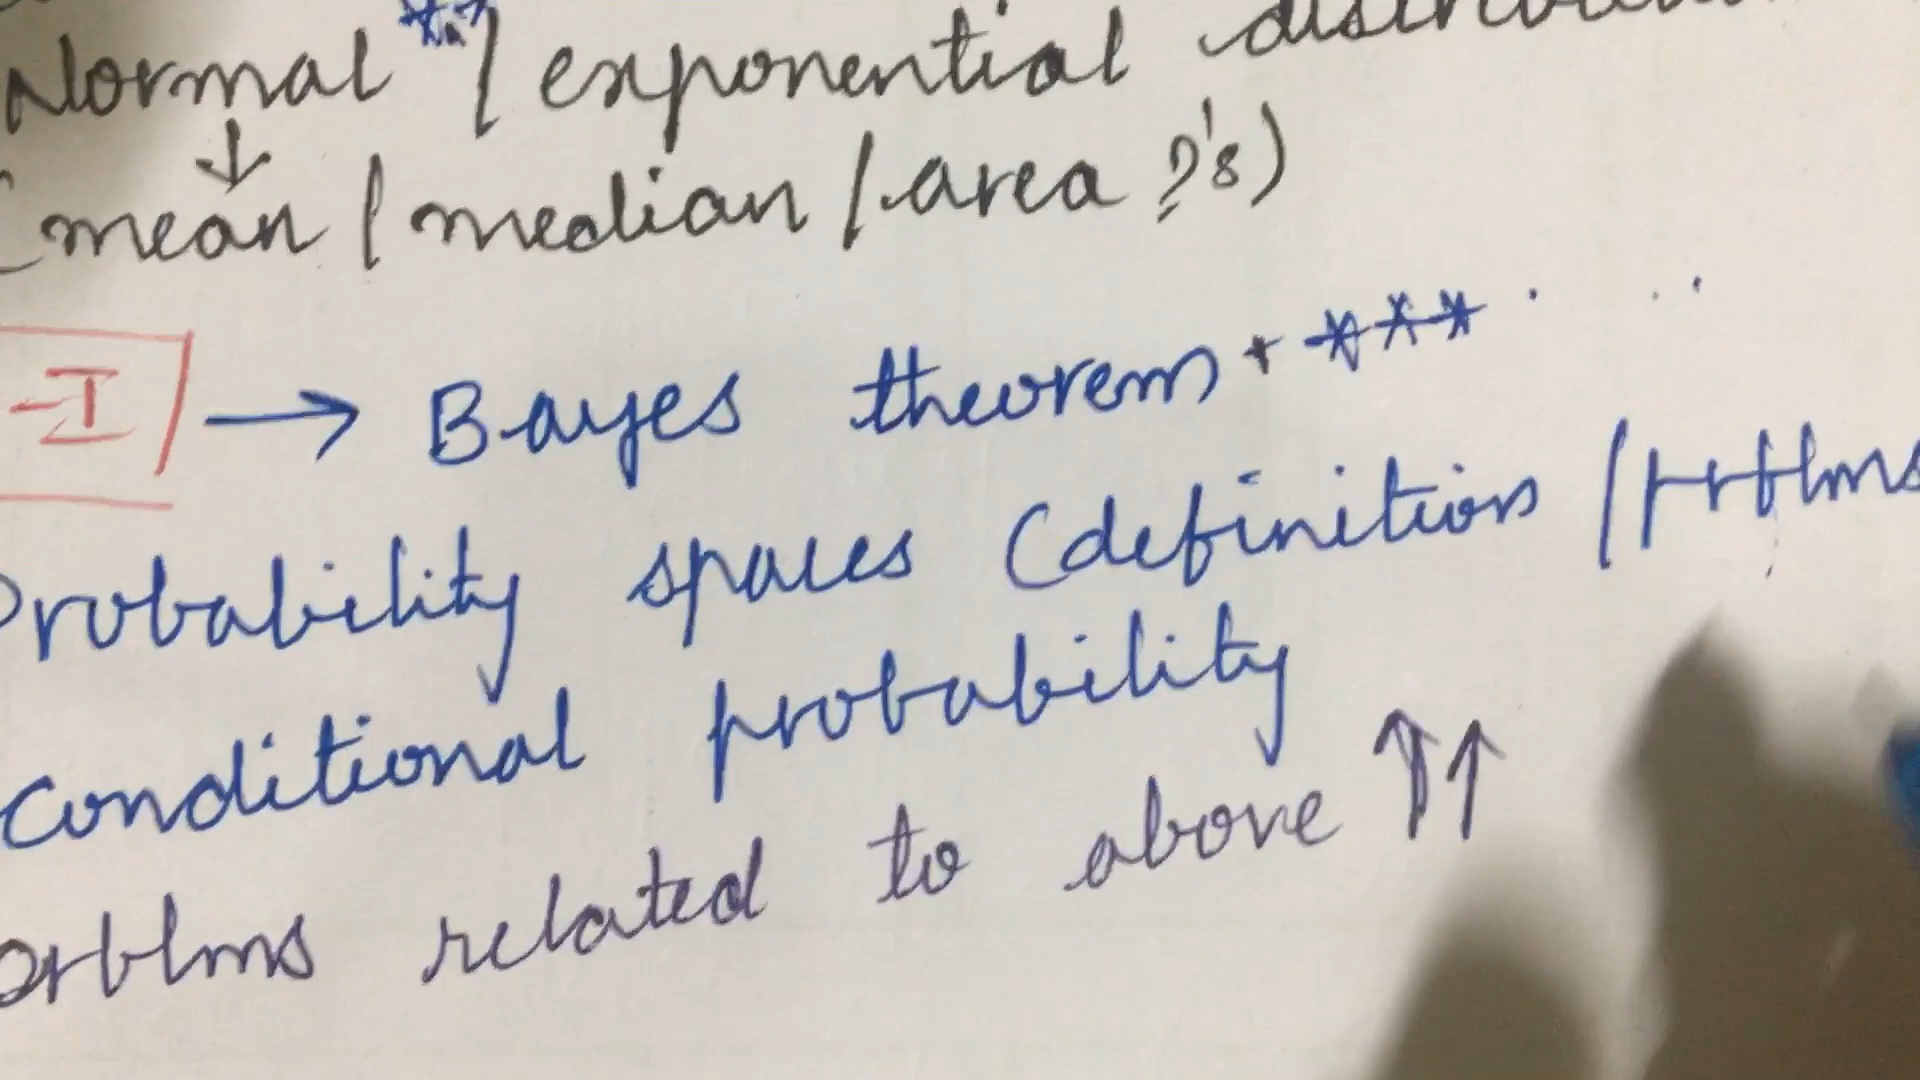 Normal ** / exponential
(mean / median / area ?'s)
-I → Bayes theorem ***
Probability spaces (definition / prblms
conditional probability
prblms related to above ↑↑